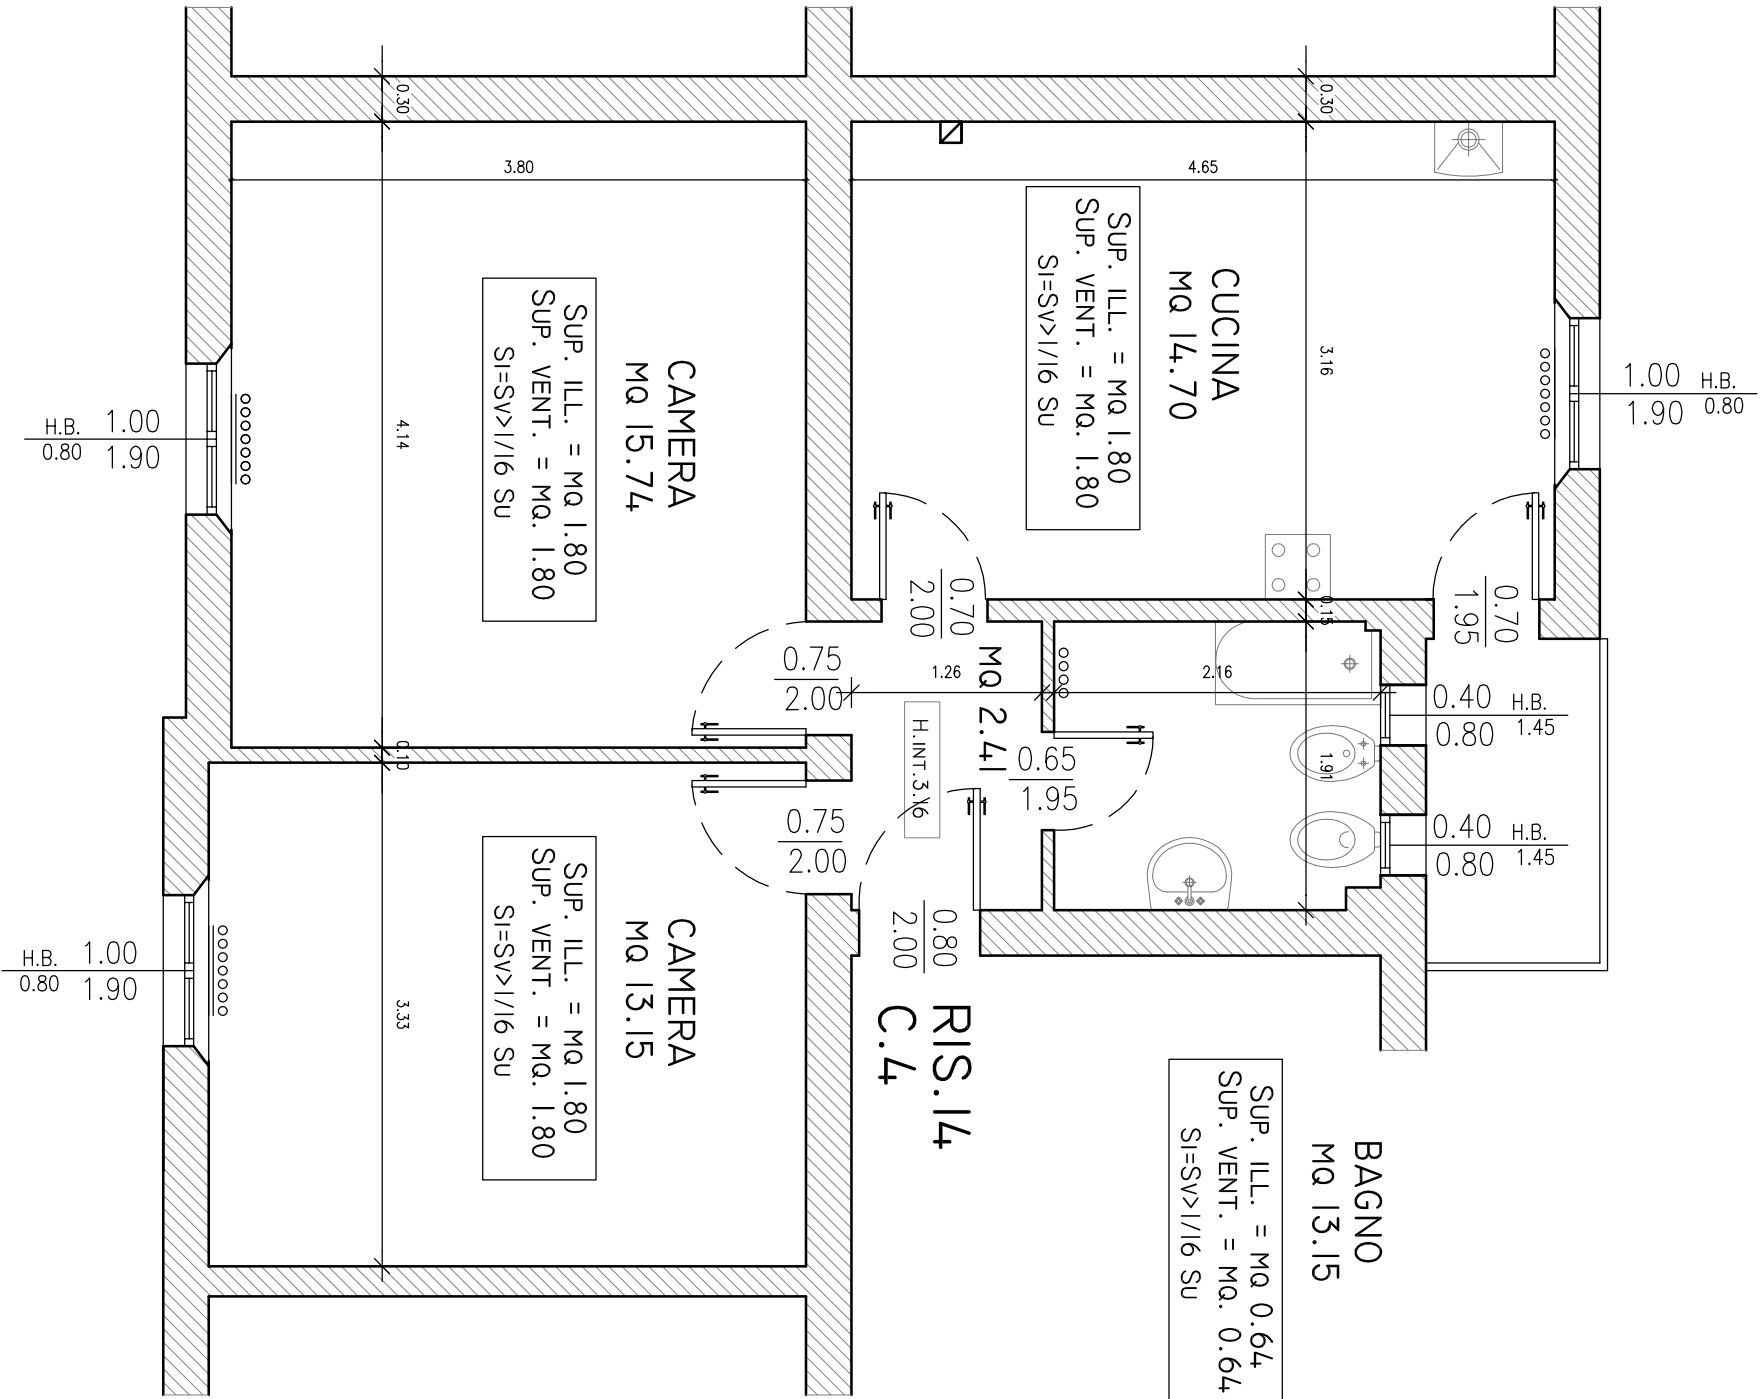 0.30
0.30
3.80
4.65
CUCINA
MQ 14.70
SUP. ILL. = MQ 1.80
SUP. VENT. = MQ. 1.80
SI=SV>1/16 SU
3.16
1.00
1.90
H.B.
0.80
CAMERA
MQ 15.74
SUP. ILL. = MQ 1.80
SUP. VENT. = MQ. 1.80
SI=SV>1/16 SU
4.14
H.B.
0.80
1.00
1.90
0.70
2.00
0.15
0.70
1.95
0.75
2.00
1.26
MQ 2.41
2.16
0.40
0.80
H.B.
1.45
H.INT.3.16
0.10
0.65
1.95
1.91
0.75
2.00
0.40
0.80
H.B.
1.45
CAMERA
MQ 13.15
SUP. ILL. = MQ 1.80
SUP. VENT. = MQ. 1.80
SI=SV>1/16 SU
3.33
H.B.
0.80
1.00
1.90
0.80
2.00
RIS.14
C.4
BAGNO
MQ 13.15
SUP. ILL. = MQ 0.64
SUP. VENT. = MQ. 0.64
SI=SV>1/16 SU